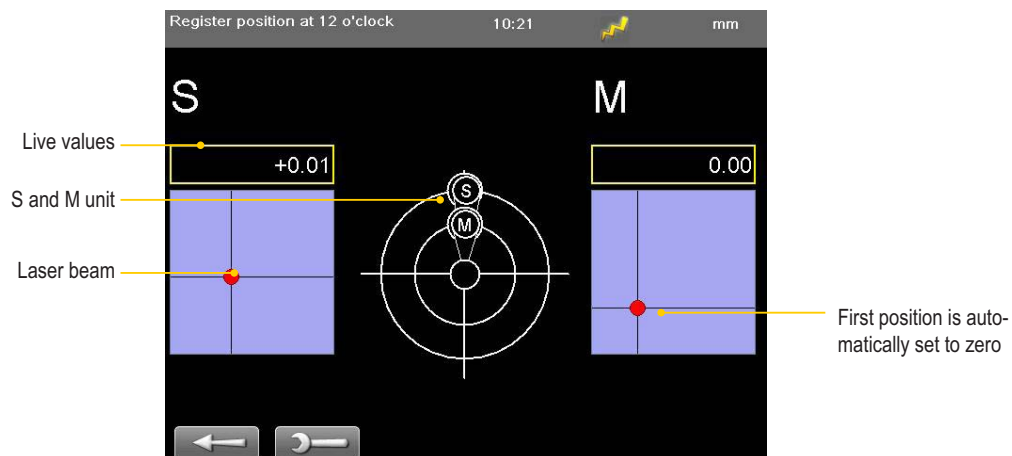 Register position at 12 o'clock 10:21 mm
S M
Live values
+0.01 0.00
S and M unit
S
M
Laser beam
First position is auto-
matically set to zero